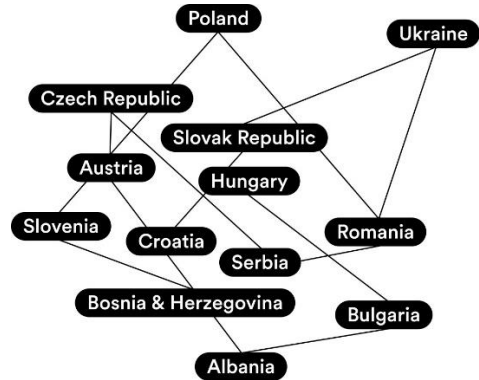 Poland
Ukraine
Czech Republic
Slovak Republic
Austria
Hungary
Slovenia
Croatia
Romania
Serbia
Bosnia & Herzegovina
Bulgaria
Albania